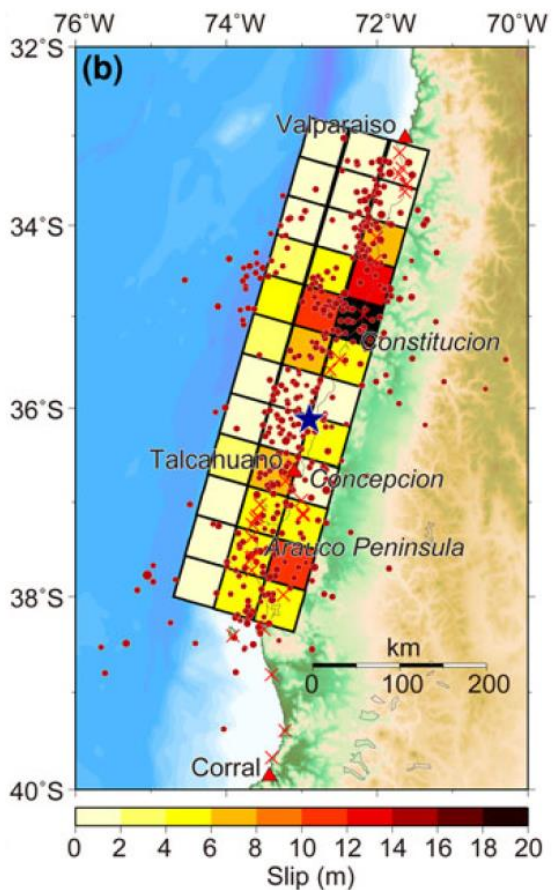 76°W 74°W 72°W 70°W
32°S
(b)
Valparaiso
34°S
Constitucion
36°S
Talcahuano
Concepcion
Arauco Peninsula
38°S
km
0 100 200
Corral
40°S
0 2 4 6 8 10 12 14 16 18 20
Slip (m)